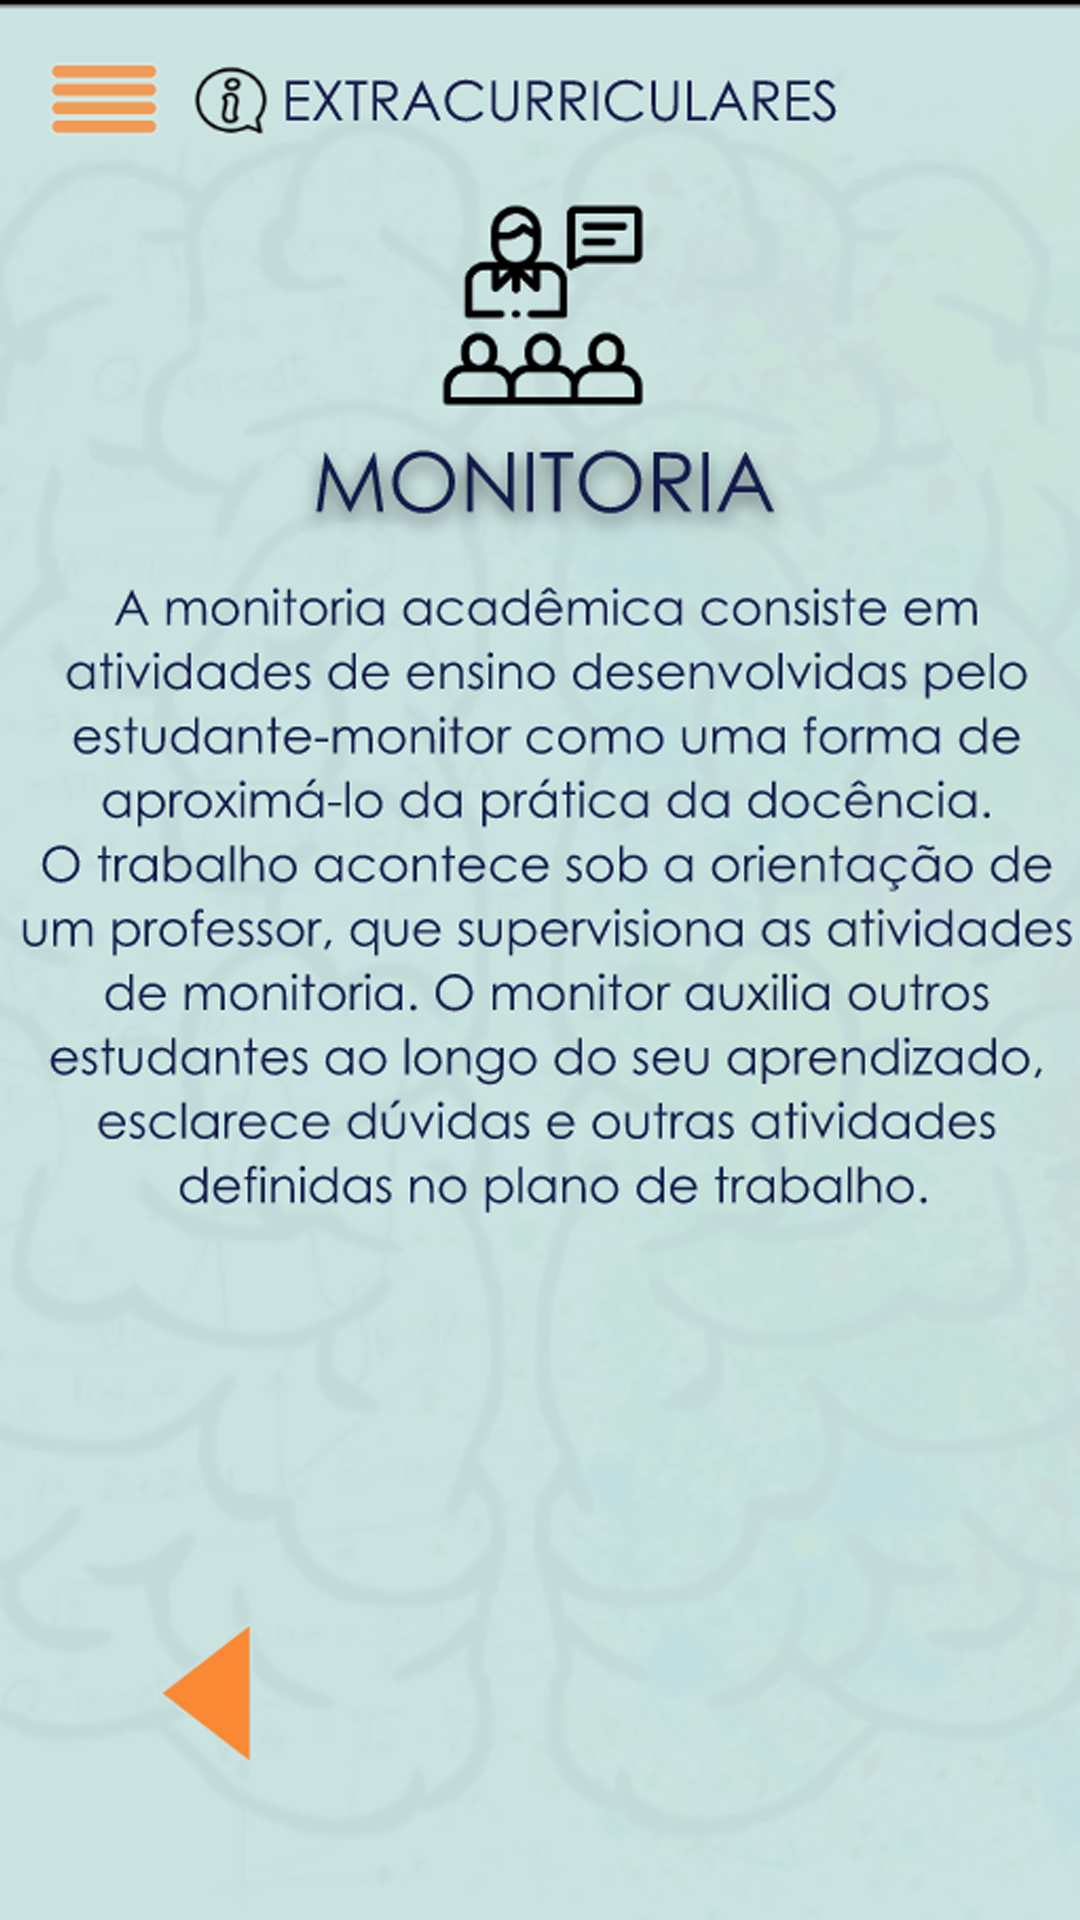 EXTRACURRICULARES
MONITORIA
A monitoria acadêmica consiste em
atividades de ensino desenvolvidas pelo
estudante-monitor como uma forma de
aproximá-lo da prática da docência.
O trabalho acontece sob a orientação de
um professor, que supervisiona as atividades
de monitoria. O monitor auxilia outros
estudantes ao longo do seu aprendizado,
esclarece dúvidas e outras atividades
definidas no plano de trabalho.